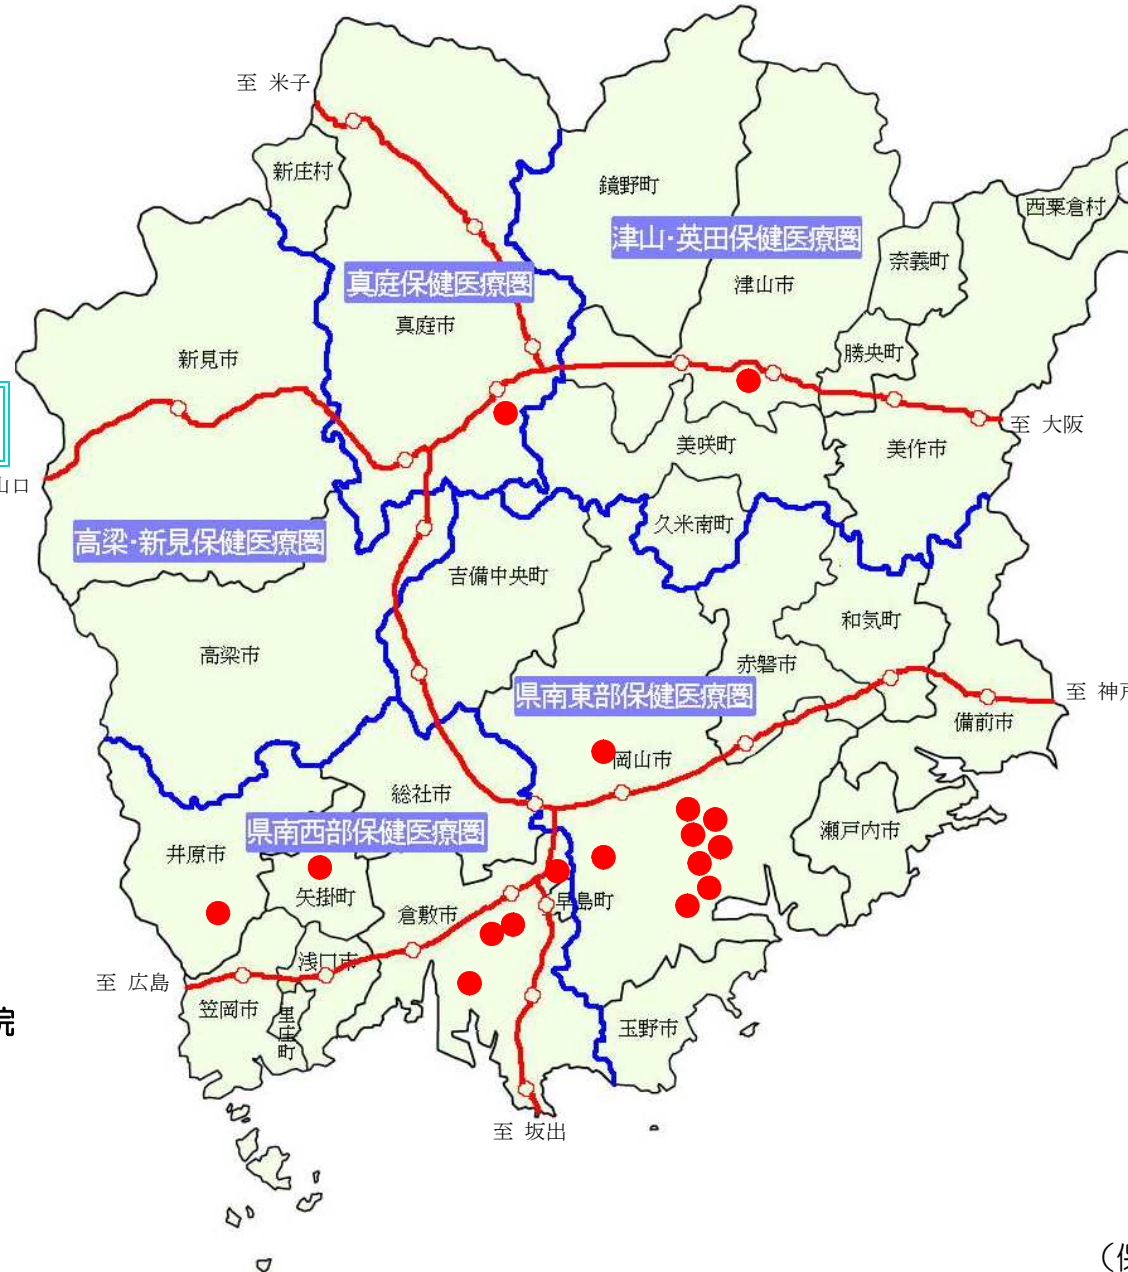 至 米子
新庄村
鏡野町
西粟倉村
津山・英田保健医療圏
奈義町
真庭保健医療圏
津山市
真庭市
勝央町
新見市
至 大阪
美咲町
美作市
山口
久米南町
高梁・新見保健医療圏
吉備中央町
和気町
高梁市
赤磐市
県南東部保健医療圏
至 神戸
備前市
岡山市
総社市
県南西部保健医療圏
瀬戸内市
井原市
矢掛町
早島町
倉敷市
浅口市
至 広島
笠岡市
里庄町
院
玉野市
至 坂出
（保